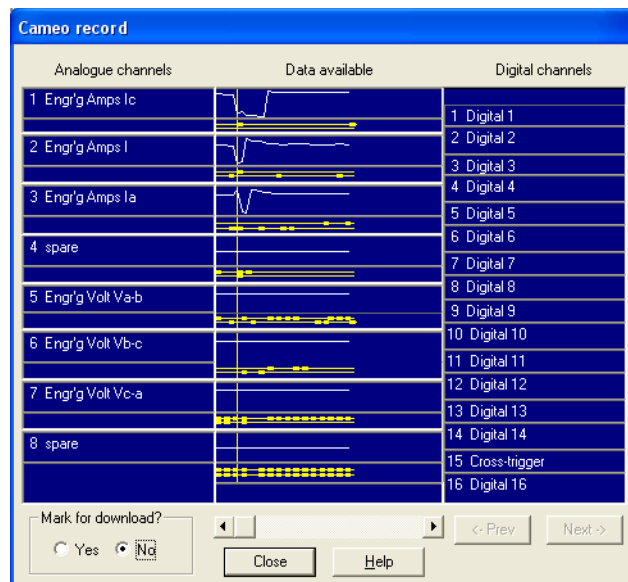 Cameo record
Analogue channels
Data available
Digital channels
1 Engr'g Amps Ic
2 Engr'g Amps I
3 Engr'g Amps Ia
4 spare
5 Engr'g Volt Va-b
6 Engr'g Volt Vb-c
7 Engr'g Volt Vc-a
8 spare
1 Digital 1
2 Digital 2
3 Digital 3
4 Digital 4
5 Digital 5
6 Digital 6
7 Digital 7
8 Digital 8
9 Digital 9
10 Digital 10
11 Digital 11
12 Digital 12
13 Digital 13
14 Digital 14
15 Cross-trigger
16 Digital 16
Mark for download?
Yes No
Close
Help
<- Prev
Next ->